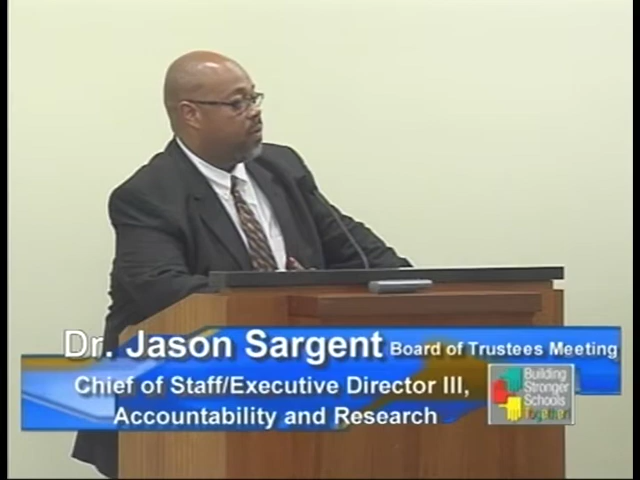 Dr. Jason Sargent Board of Trustees Meeting
Chief of Staff/Executive Director III,
Accountability and Research
Building
Stronger
Schools
Together